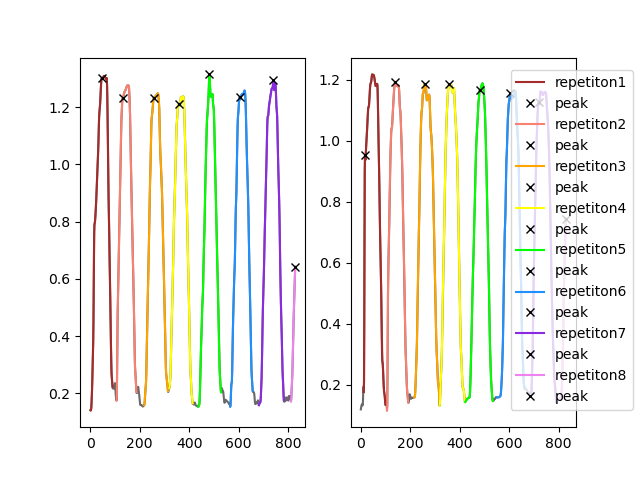 1.2
1.0
0.8
0.6
0.4
0.2
0 200 400 600 800
1.2
1.0
0.8
0.6
0.4
0.2
0 200 400 600 800
repetiton1
peak
repetiton2
peak
repetiton3
peak
repetiton4
peak
repetiton5
peak
repetiton6
peak
repetiton7
peak
repetiton8
peak